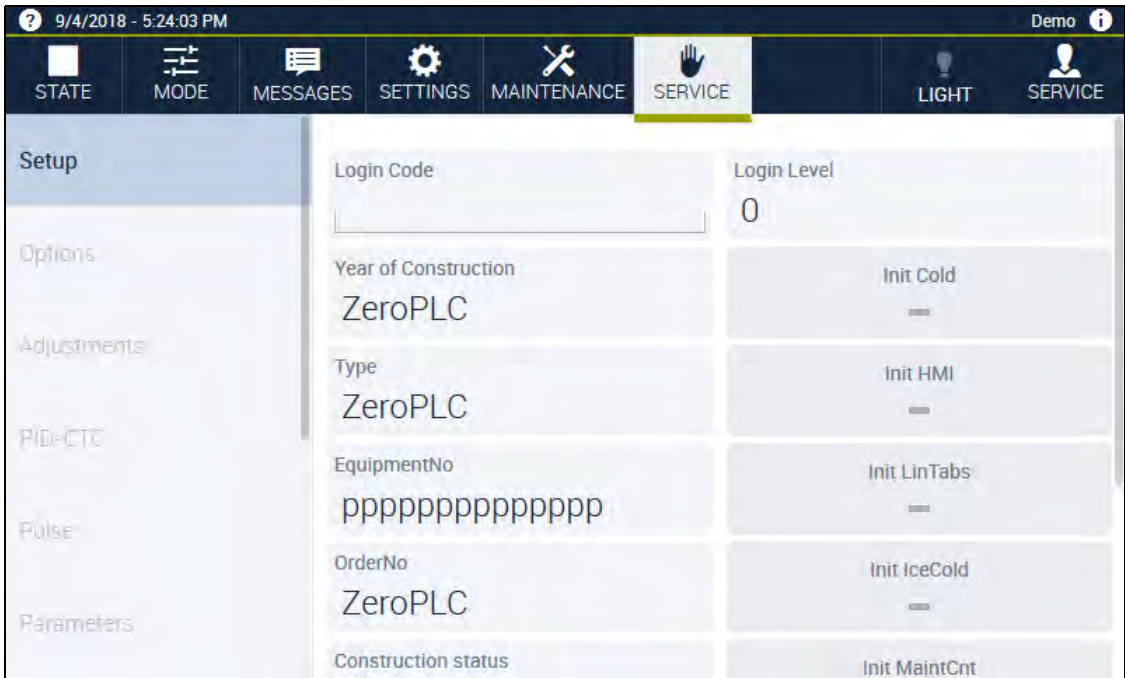 ? 9/4/2018 - 5:24:03 PM Demo i
STATE MODE MESSAGES SETTINGS MAINTENANCE SERVICE LIGHT SERVICE
Setup
Options
Adjustments
PID-CTC
Pulse
Parameters
Login Code Login Level
0
Year of Construction Init Cold
ZeroPLC
Type Init HMI
ZeroPLC
EquipmentNo Init LinTabs
pppppppppppppp
OrderNo Init IceCold
ZeroPLC
Construction status Init MaintCnt